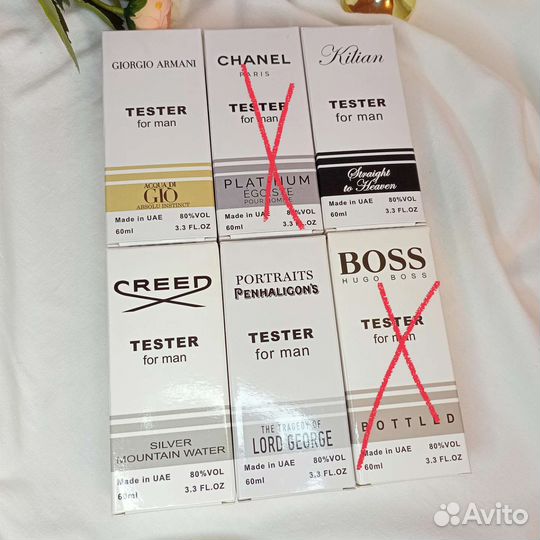 GIORGIO ARMANI
TESTER
for man
ACQUA DI
GIO
ABSOLU INSTINCT
Made in UAE 80%VOL
60ml 3.3 FL.OZ
CHANEL
PARIS
TESTER
for man
PLATINUM
EGOISTE
POUR HOMME
Made in UAE 80%VOL
60ml 3.3 FL.OZ
Kilian
TESTER
for man
Straight
to Heaven
Made in UAE 80%VOL
60ml 3.3 FL.OZ
CREED
TESTER
for man
SILVER
MOUNTAIN WATER
Made in UAE 80%VOL
60ml 3.3 FL.OZ
PORTRAITS
PENHALIGON'S
TESTER
for man
THE TRAGEDY OF
LORD GEORGE
Made in UAE 80%VOL
60ml 3.3 FL.OZ
BOSS
HUGO BOSS
TESTER
for man
BOTTLED
Made in UAE 80%VOL
60ml 3.3 FL.OZ
Avito